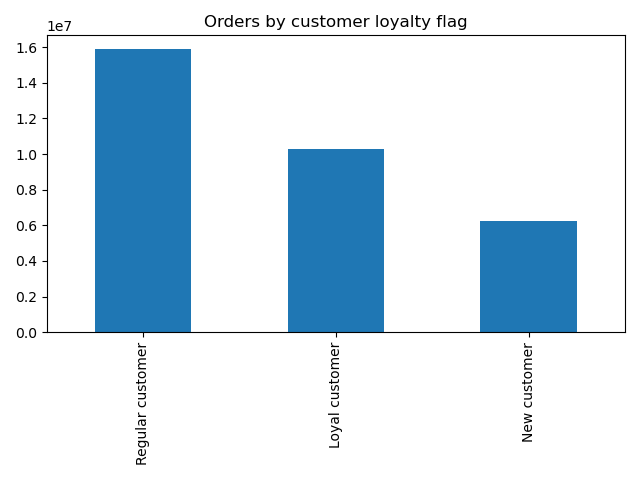 Orders by customer loyalty flag
1e7
1.6
1.4
1.2
1.0
0.8
0.6
0.4
0.2
0.0
Regular customer
Loyal customer
New customer